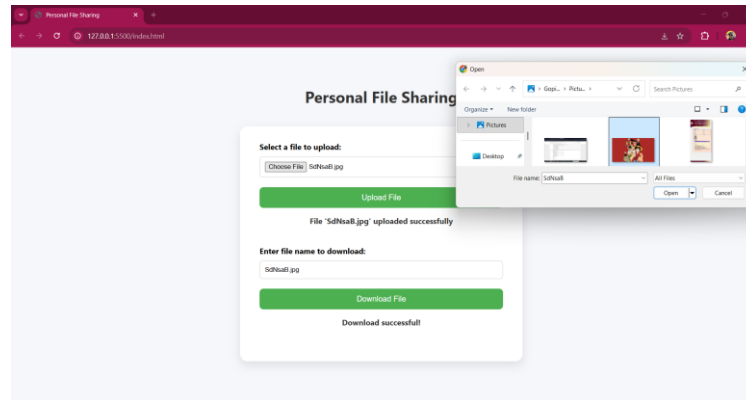 Personal File Sharing
127.0.0.1:5500/index.html
Personal File Sharing
Select a file to upload:
Choose File SdNsaB.jpg
Upload File
File 'SdNsaB.jpg' uploaded successfully
Enter file name to download:
SdNsaB.jpg
Download File
Download successful!
Open
Gopi... > Pictu... >
Search Pictures
Organize
New folder
Pictures
Desktop
File name: SdNsaB
All Files
Open
Cancel